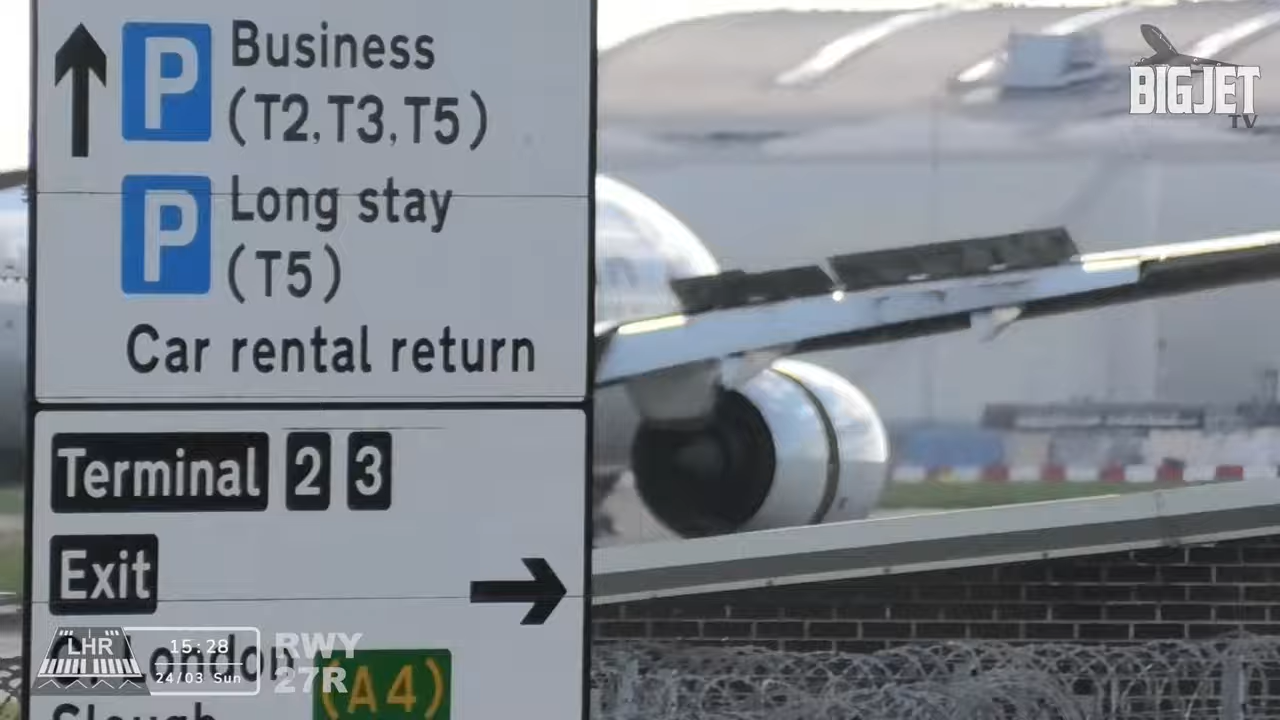 P Business
(T2,T3,T5)
P Long stay
(T5)
Car rental return
Terminal 2 3
Exit
C. London
(A4)
Slough
BIGJET
TV
LHR
15:28
24/03 Sun
RWY
27R